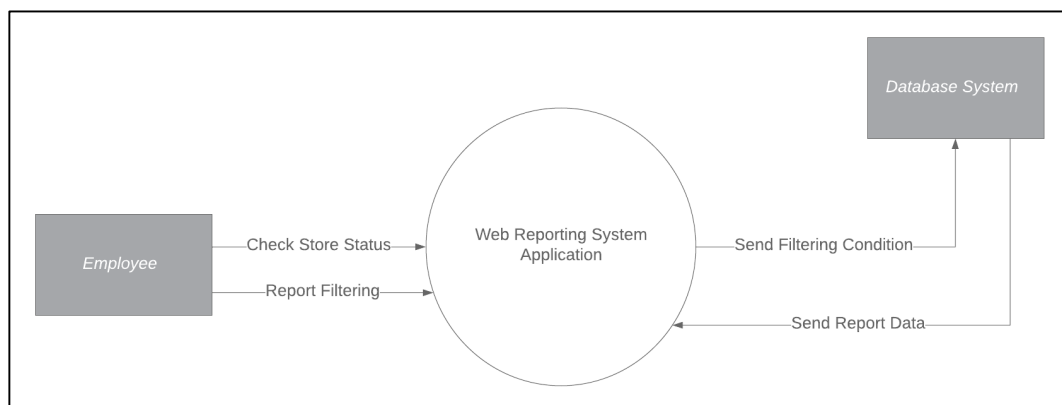 Database System
Web Reporting System
Application
Check Store Status
Send Filtering Condition
Employee
Report Filtering
Send Report Data